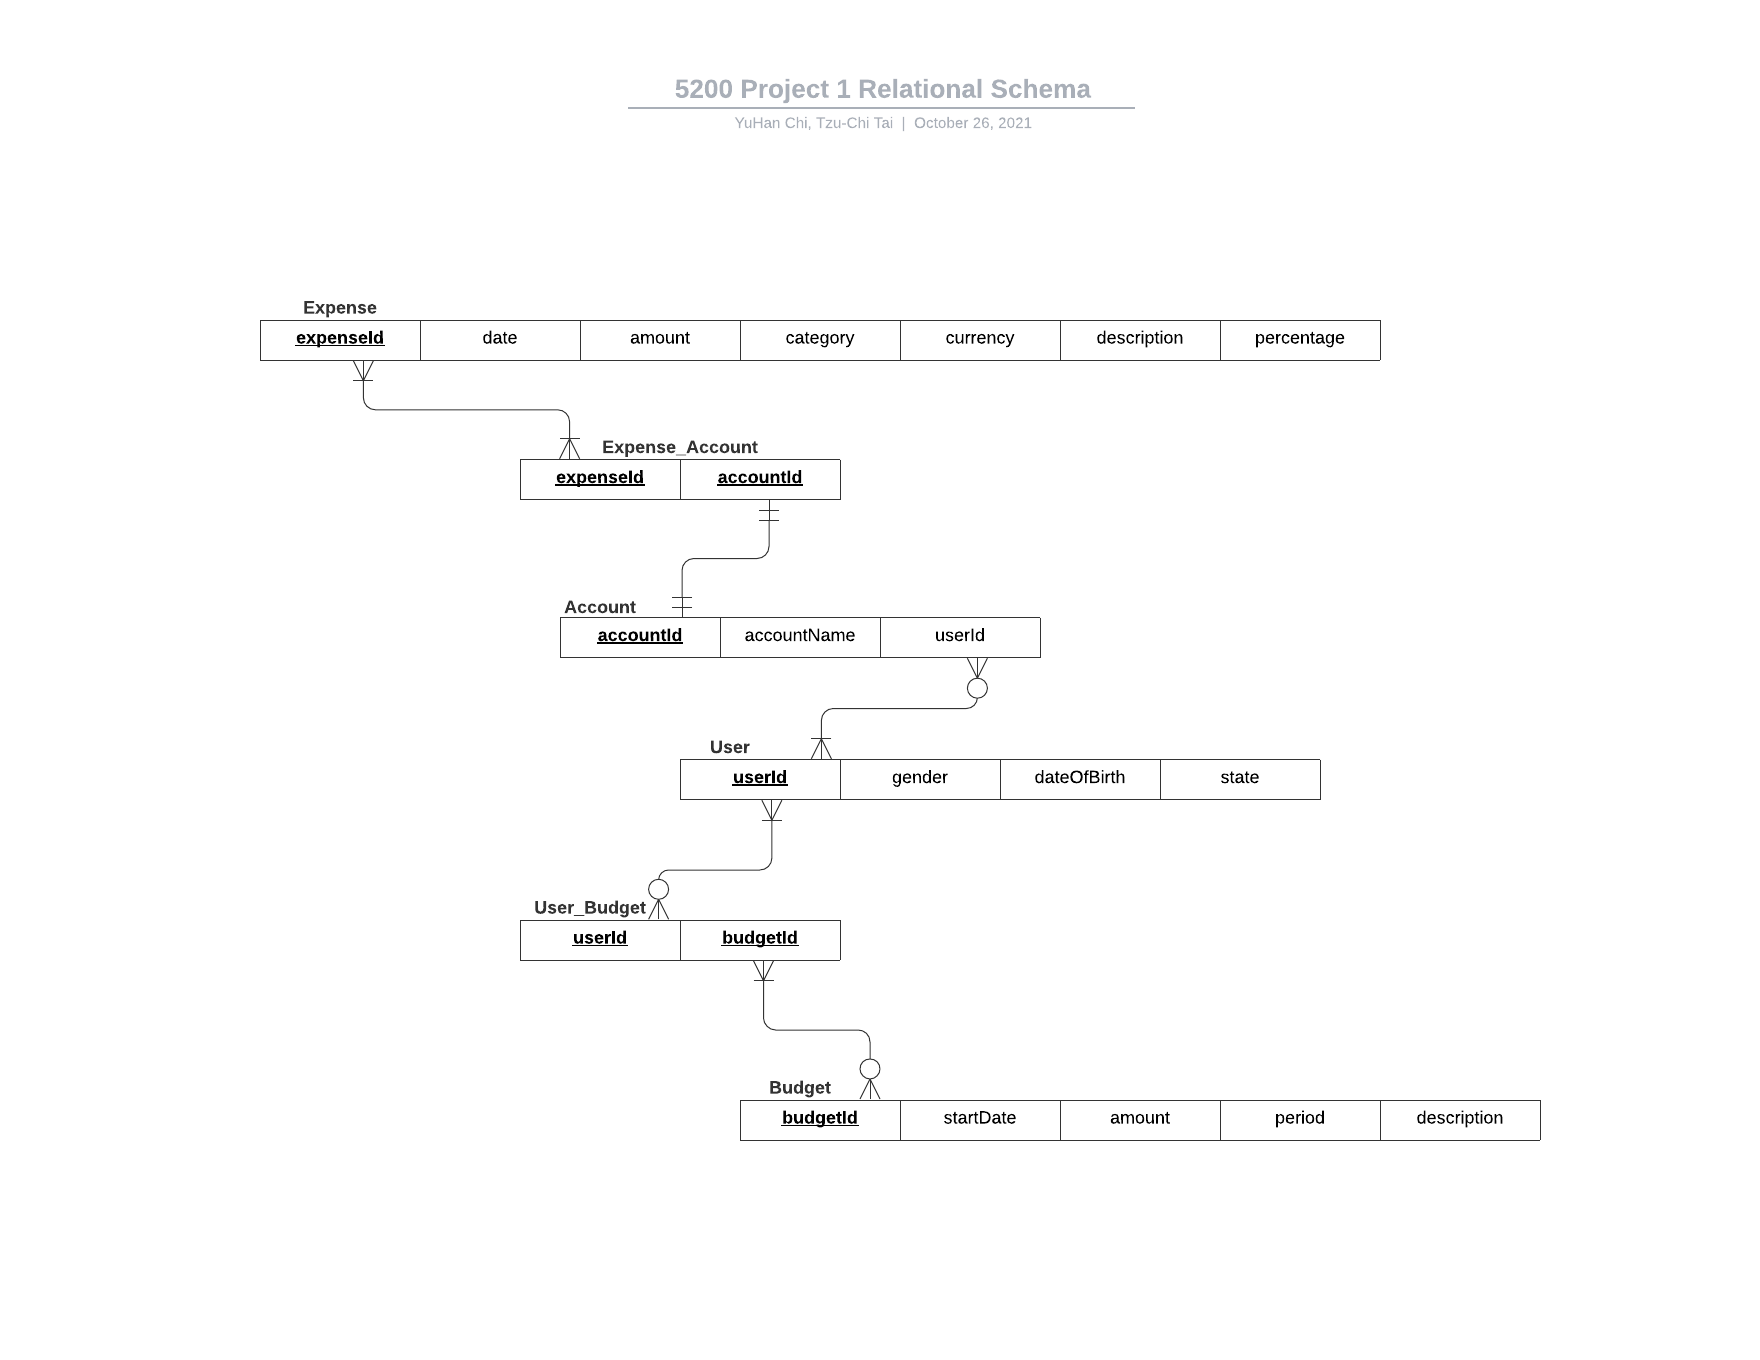 5200 Project 1 Relational Schema
YuHan Chi, Tzu-Chi Tai | October 26, 2021
Expense
expenseId date amount category currency description percentage
Expense_Account
expenseId accountId
Account
accountId accountName userId
User
userId gender dateOfBirth state
User_Budget
userId budgetId
Budget
budgetId startDate amount period description